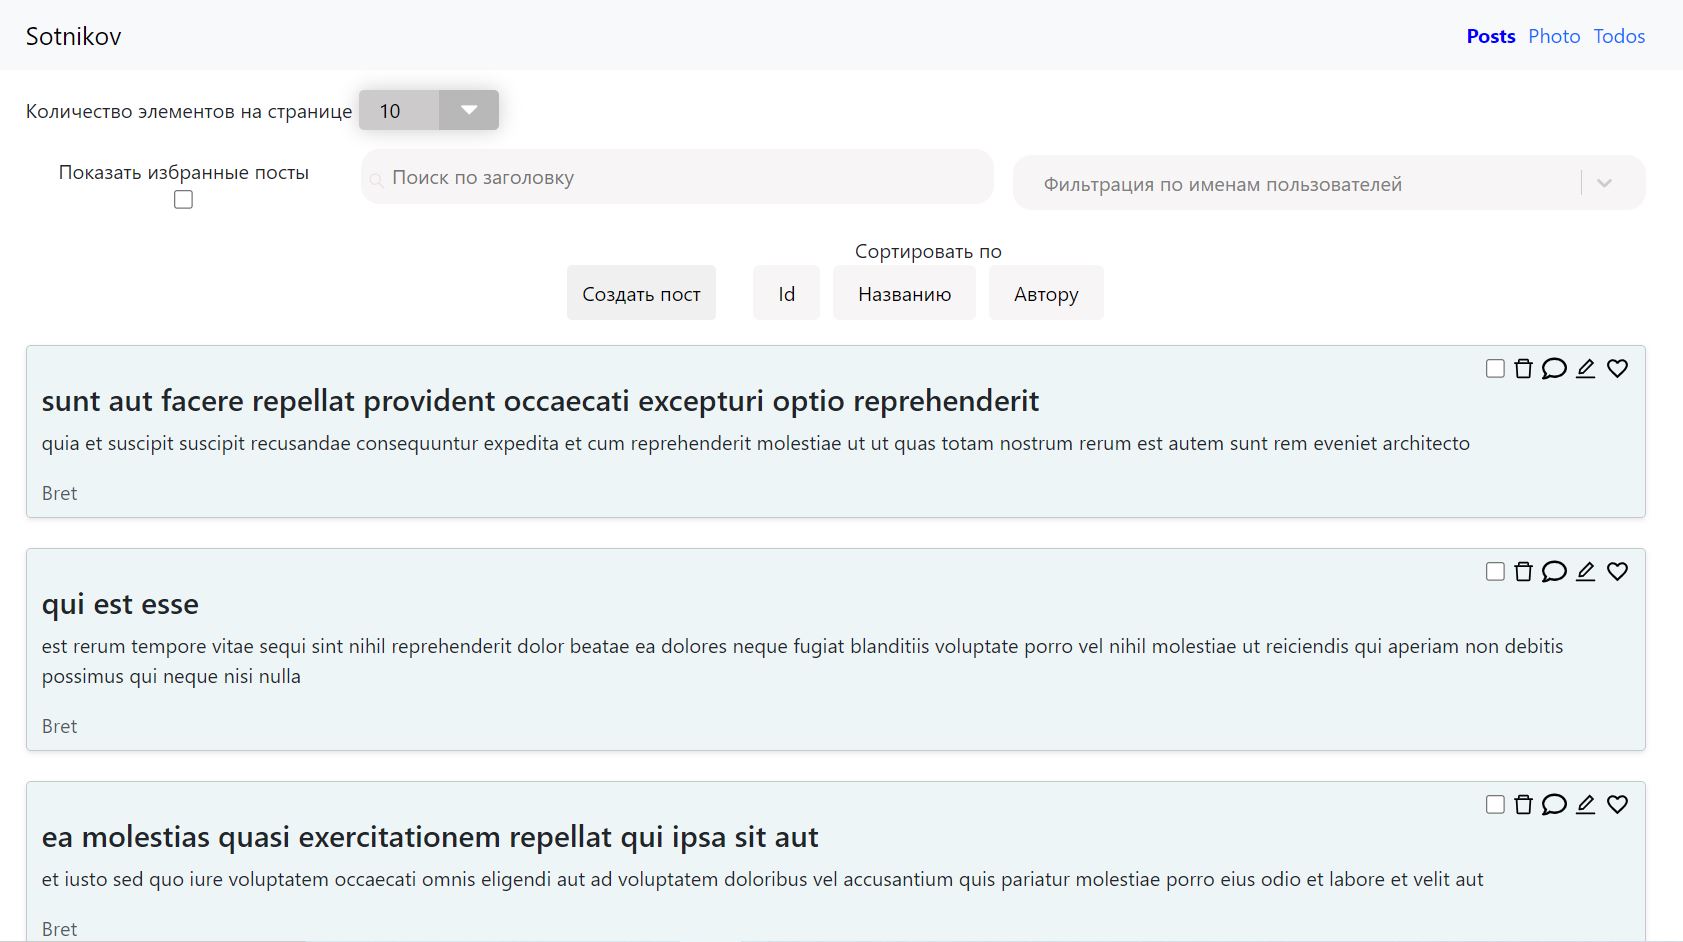 Sotnikov
Posts Photo Todos
Количество элементов на странице 10
Показать избранные посты
Поиск по заголовку
Фильтрация по именам пользователей
Сортировать по
Создать пост
Id
Названию
Автору
sunt aut facere repellat provident occaecati excepturi optio reprehenderit
quia et suscipit suscipit recusandae consequuntur expedita et cum reprehenderit molestiae ut ut quas totam nostrum rerum est autem sunt rem eveniet architecto
Bret
qui est esse
est rerum tempore vitae sequi sint nihil reprehenderit dolor beatae ea dolores neque fugiat blanditiis voluptate porro vel nihil molestiae ut reiciendis qui aperiam non debitis
possimus qui neque nisi nulla
Bret
ea molestias quasi exercitationem repellat qui ipsa sit aut
et iusto sed quo iure voluptatem occaecati omnis eligendi aut ad voluptatem doloribus vel accusantium quis pariatur molestiae porro eius odio et labore et velit aut
Bret